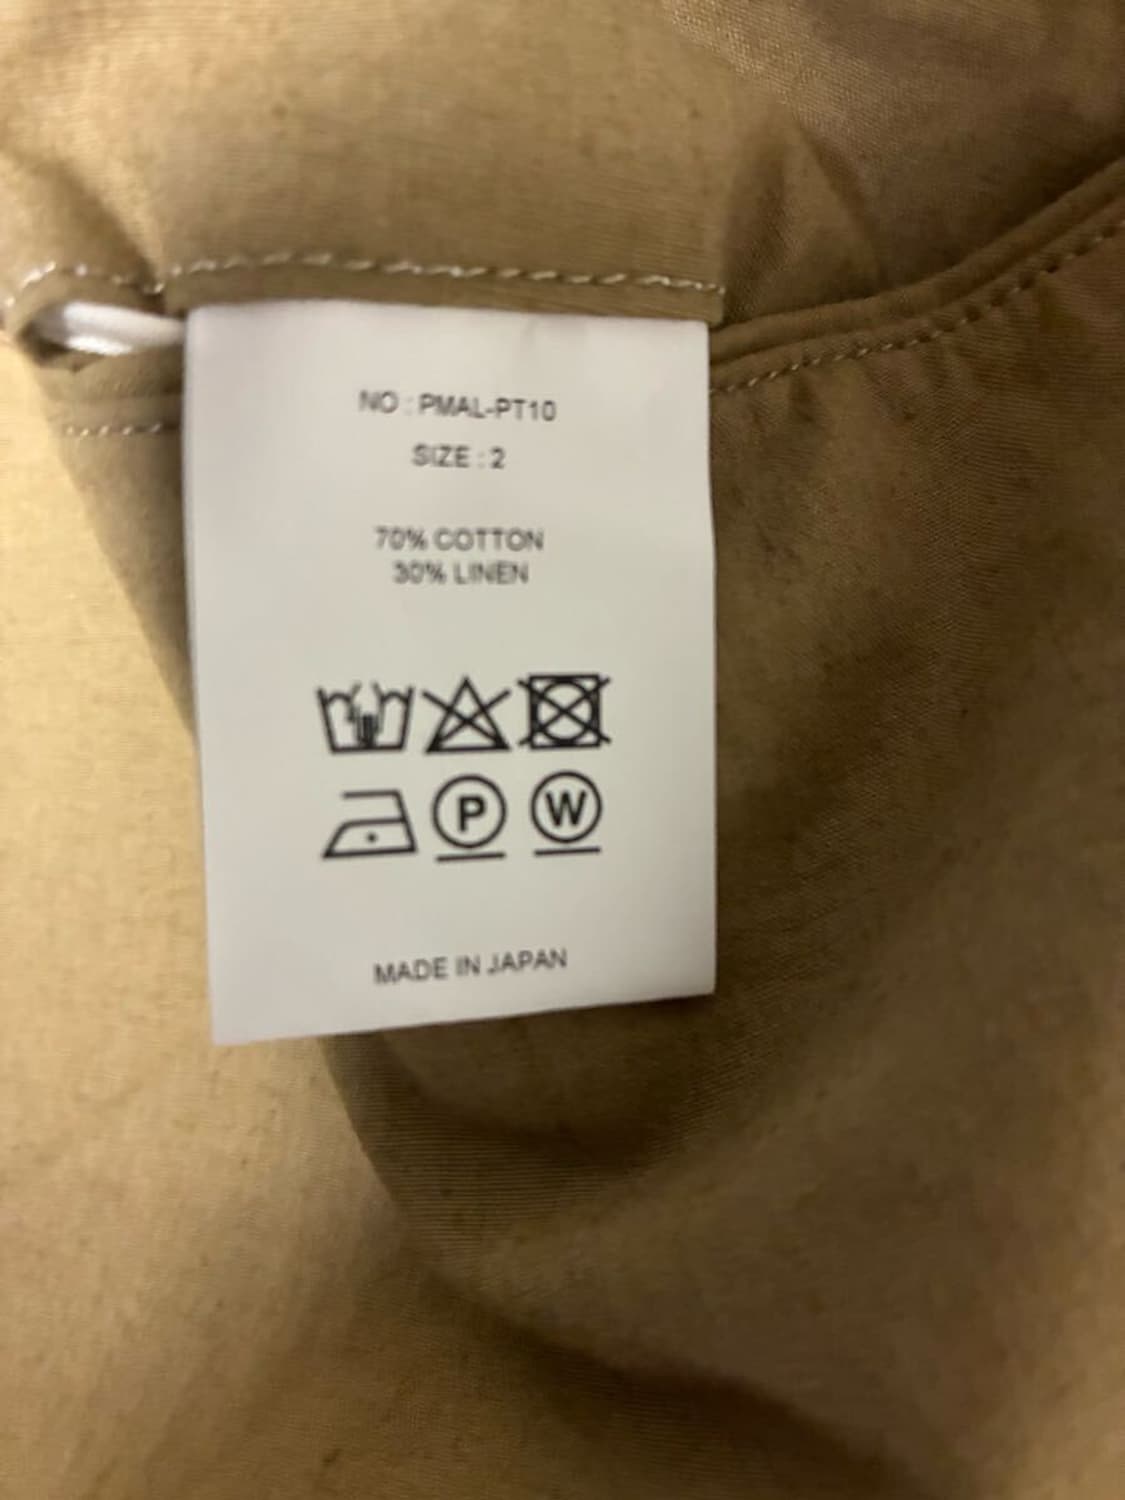 NO : PMAL-PT10
SIZE : 2
70% COTTON
30% LINEN
P W
MADE IN JAPAN